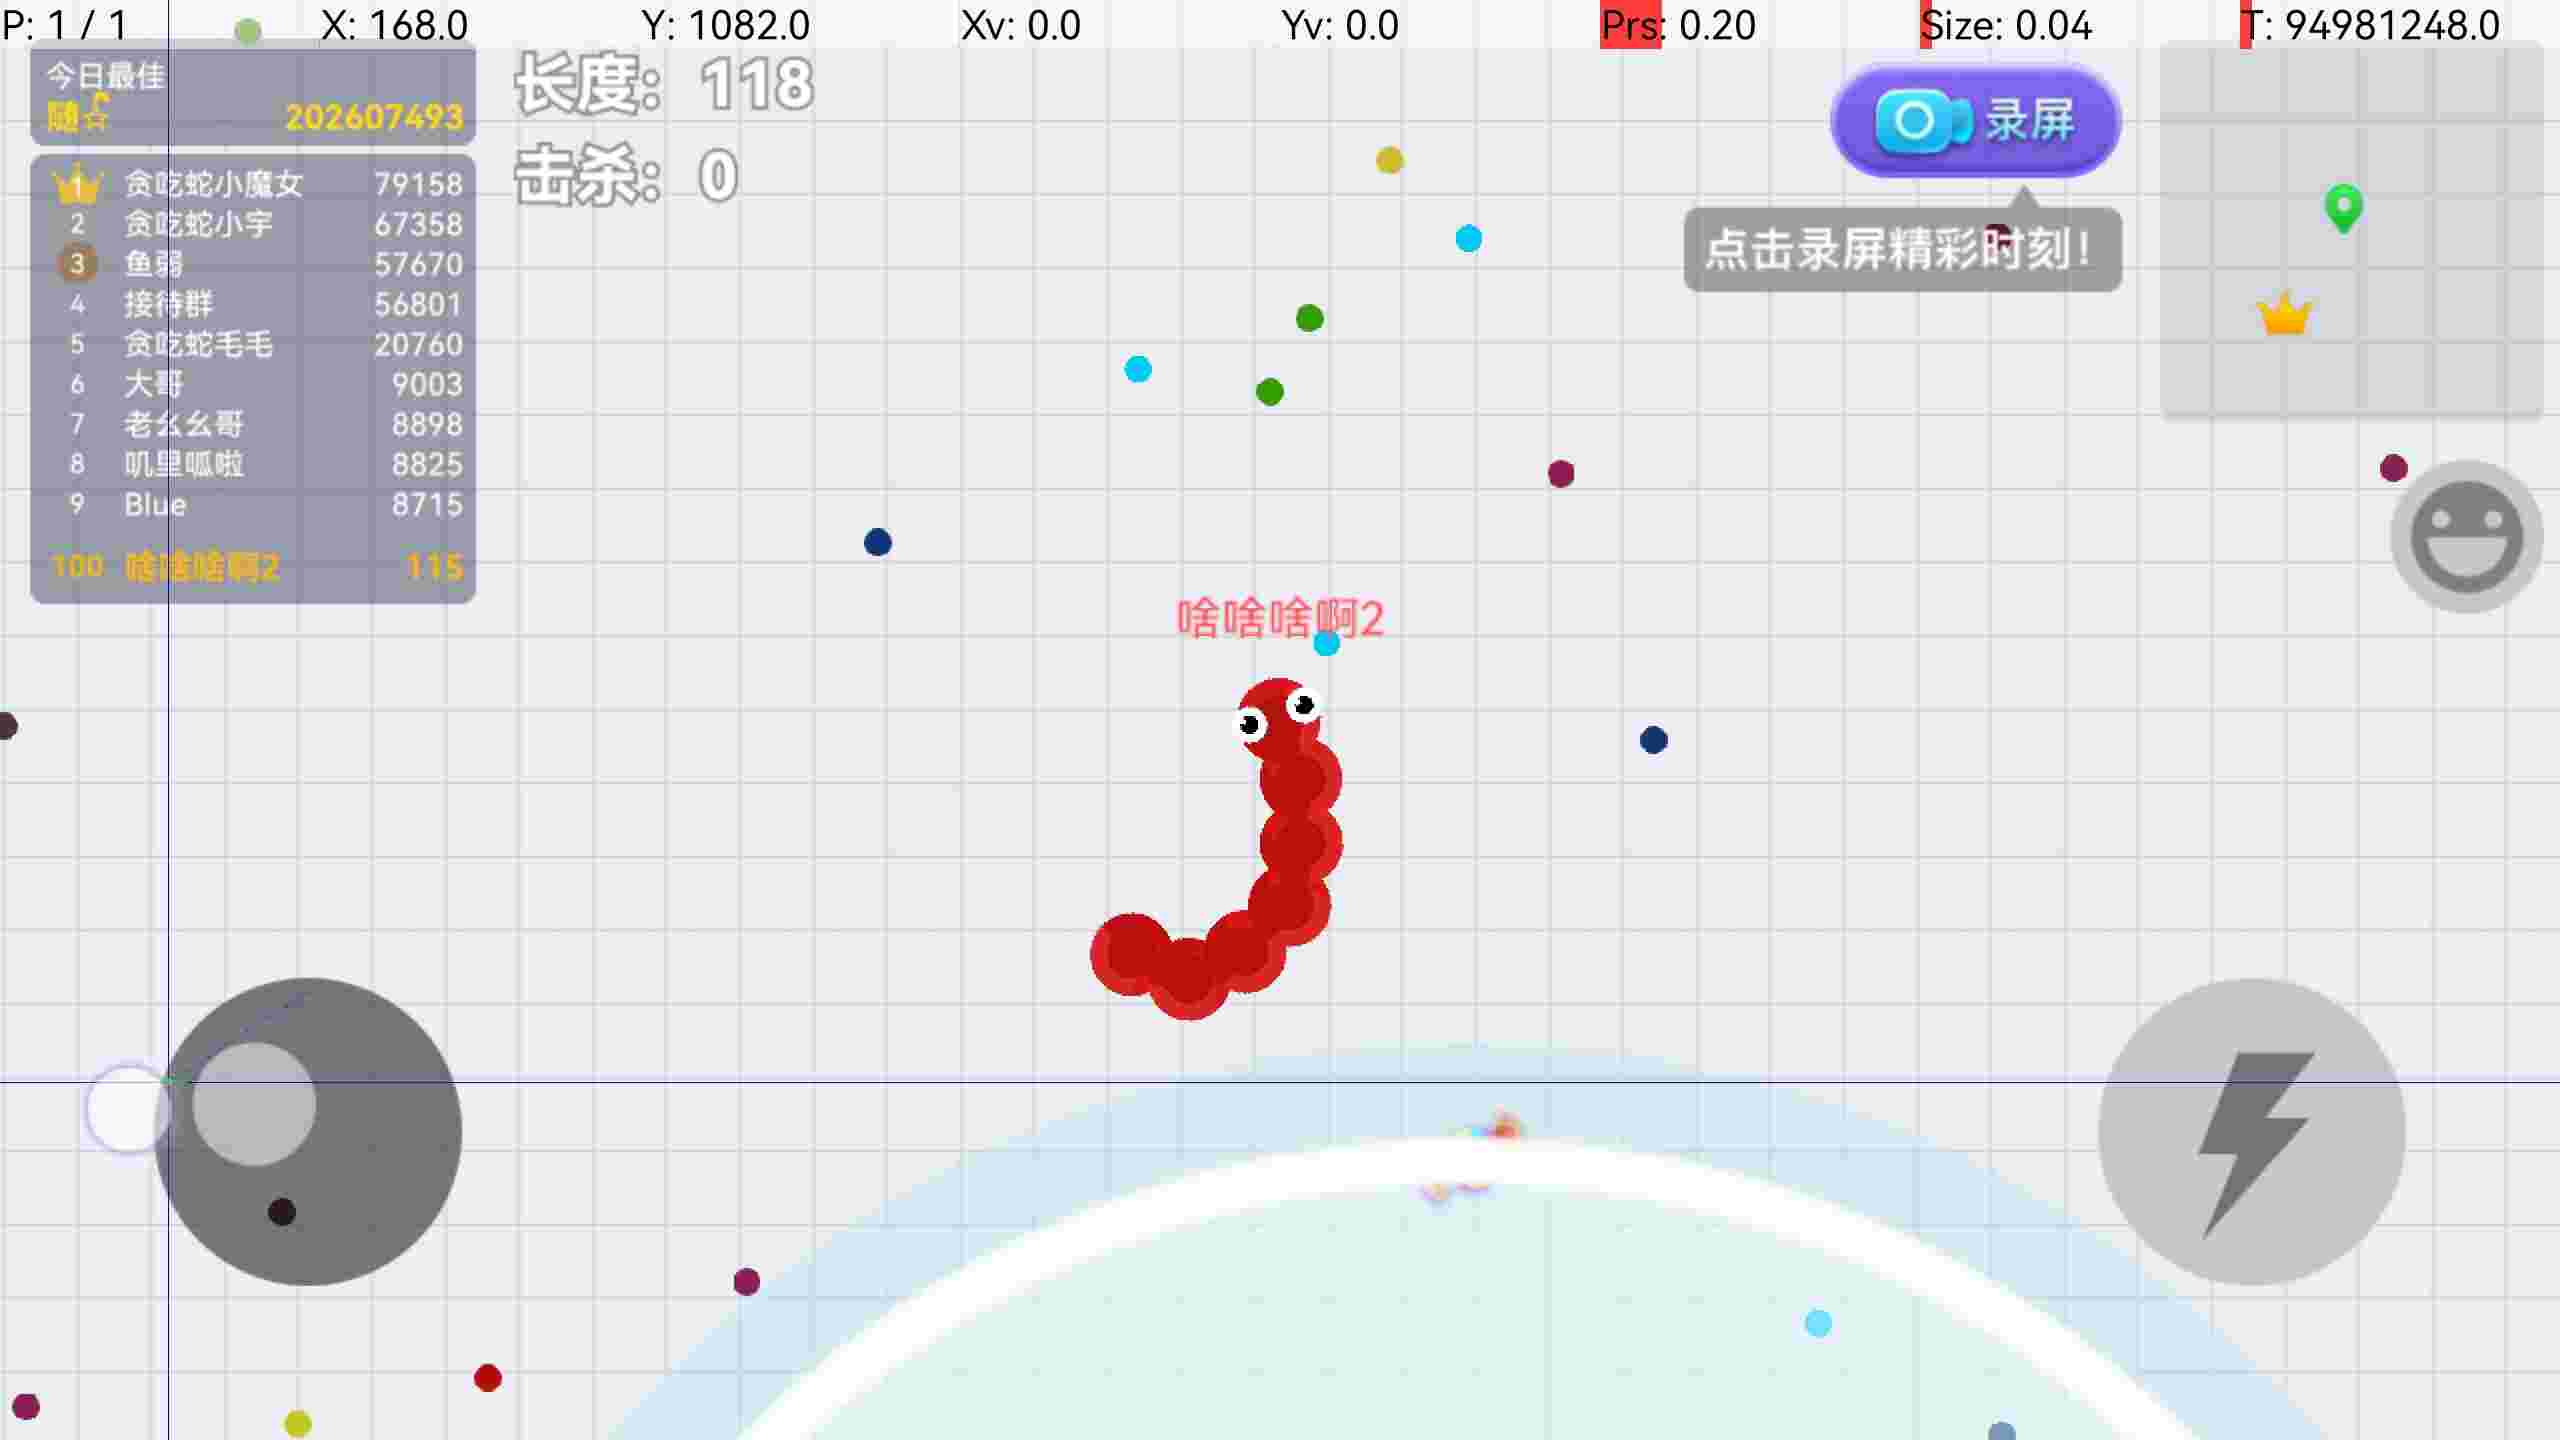 P: 1 / 1 X: 168.0 Y: 1082.0 Xv: 0.0 Yv: 0.0 Prs: 0.20 Size: 0.04 T: 94981248.0
今日最佳
随☆ 202607493
1 贪吃蛇小魔女 79158
2 贪吃蛇小宇 67358
3 鱼弱 57670
4 接待群 56801
5 贪吃蛇毛毛 20760
6 大哥 9003
7 老幺幺哥 8898
8 叽里呱啦 8825
9 Blue 8715
100 啥啥啥啊2 115
长度: 118
击杀: 0
录屏
点击录屏精彩时刻!
啥啥啥啊2